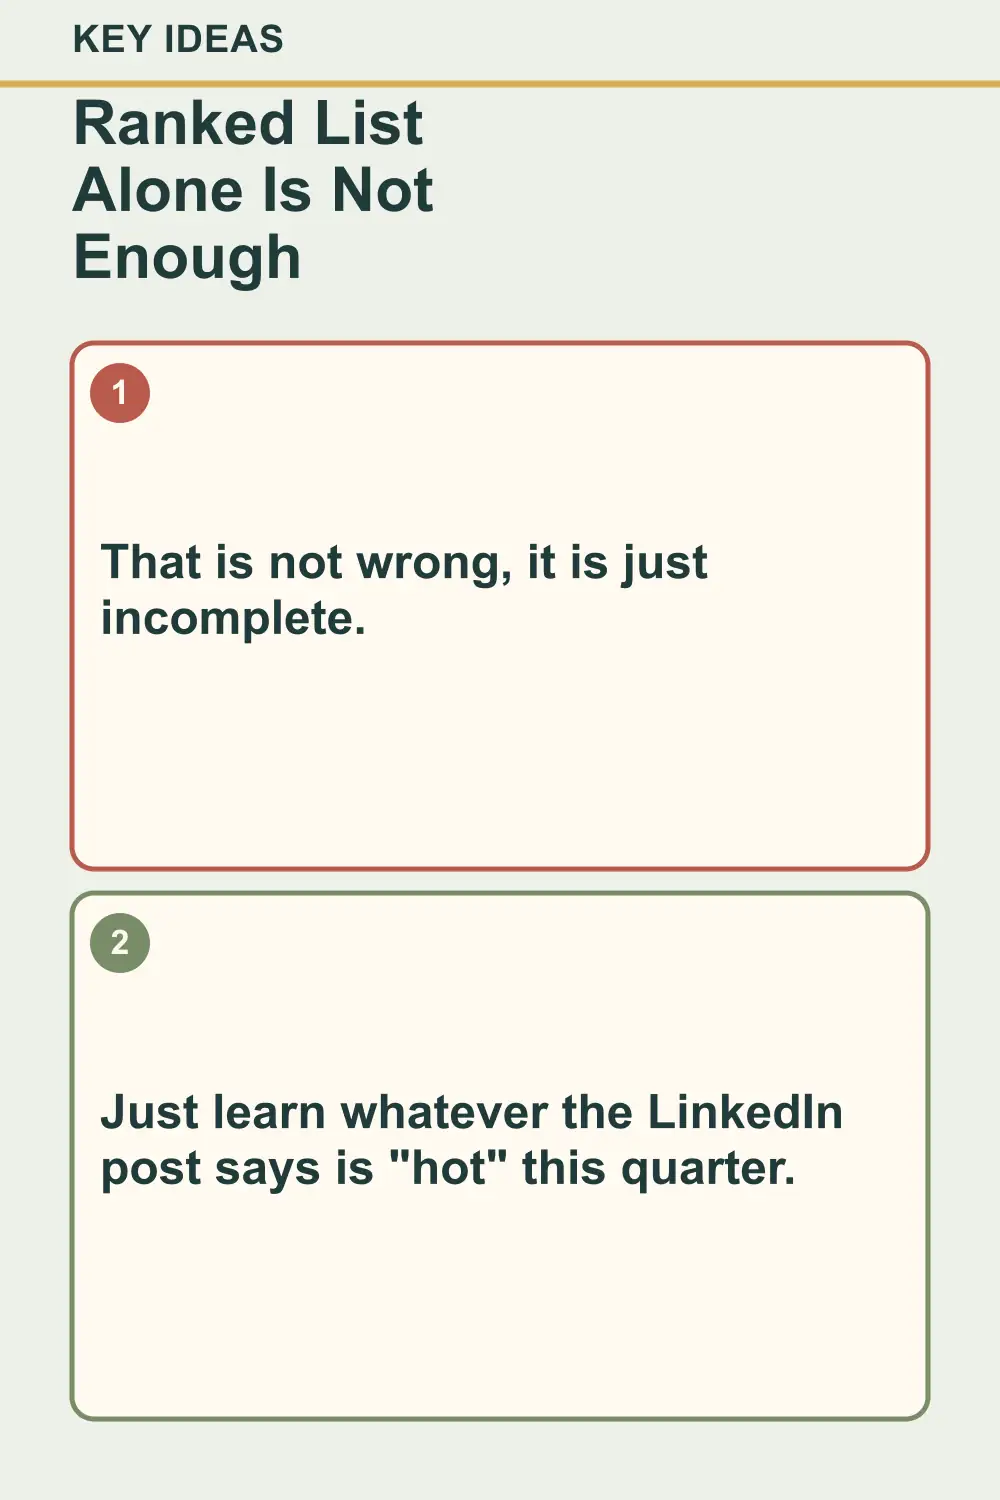 KEY IDEAS
Ranked List
Alone Is Not
Enough
1
That is not wrong, it is just
incomplete.
2
Just learn whatever the LinkedIn
post says is "hot" this quarter.